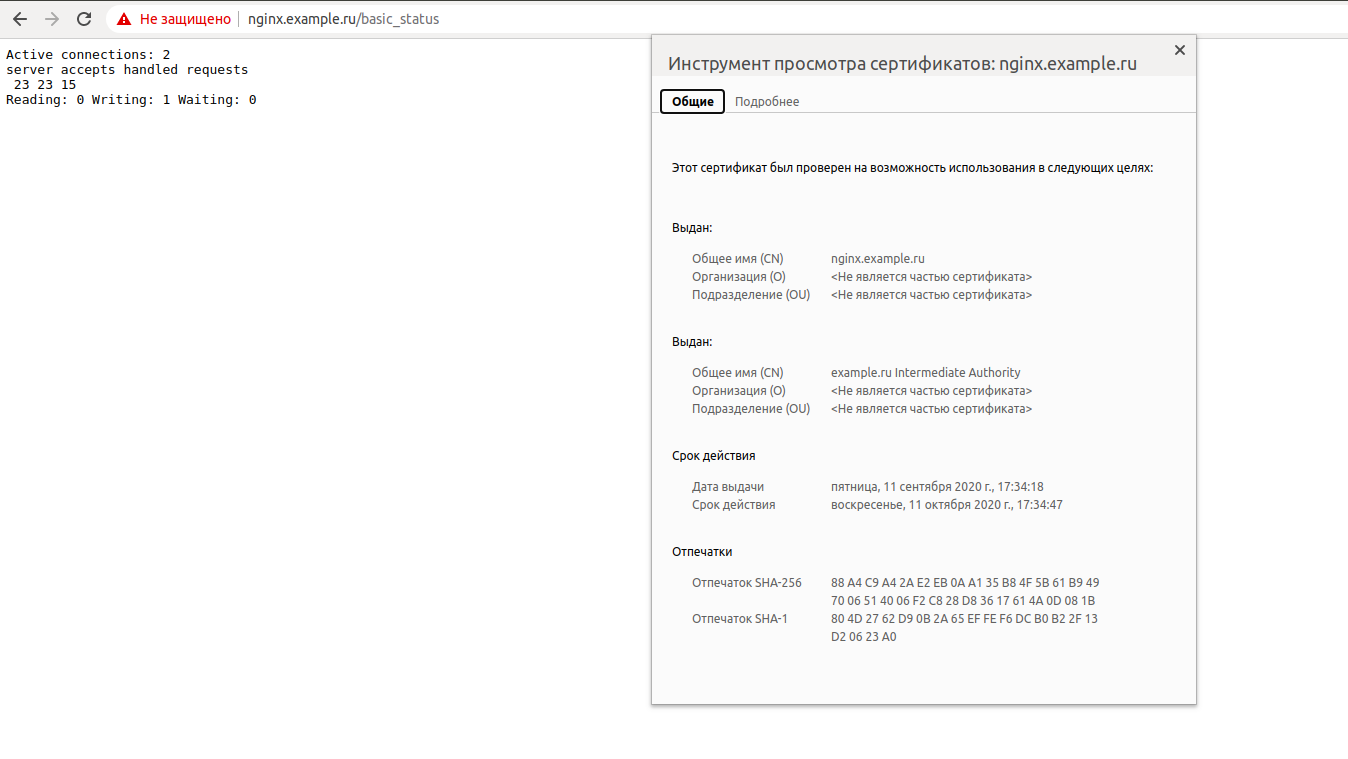 Не защищено nginx.example.ru/basic_status
Active connections: 2
server accepts handled requests
23 23 15
Reading: 0 Writing: 1 Waiting: 0
Инструмент просмотра сертификатов: nginx.example.ru
Общие Подробнее
Этот сертификат был проверен на возможность использования в следующих целях:
Выдан:
Общее имя (CN) nginx.example.ru
Организация (O) <Не является частью сертификата>
Подразделение (OU) <Не является частью сертификата>
Выдан:
Общее имя (CN) example.ru Intermediate Authority
Организация (O) <Не является частью сертификата>
Подразделение (OU) <Не является частью сертификата>
Срок действия
Дата выдачи пятница, 11 сентября 2020 г., 17:34:18
Срок действия воскресенье, 11 октября 2020 г., 17:34:47
Отпечатки
Отпечаток SHA-256 88 A4 C9 A4 2A E2 EB 0A A1 35 B8 4F 5B 61 B9 49
70 06 51 40 06 F2 C8 28 D8 36 17 61 4A 0D 08 1B
Отпечаток SHA-1 80 4D 27 62 D9 0B 2A 65 EF FE F6 DC B0 B2 2F 13
D2 06 23 A0